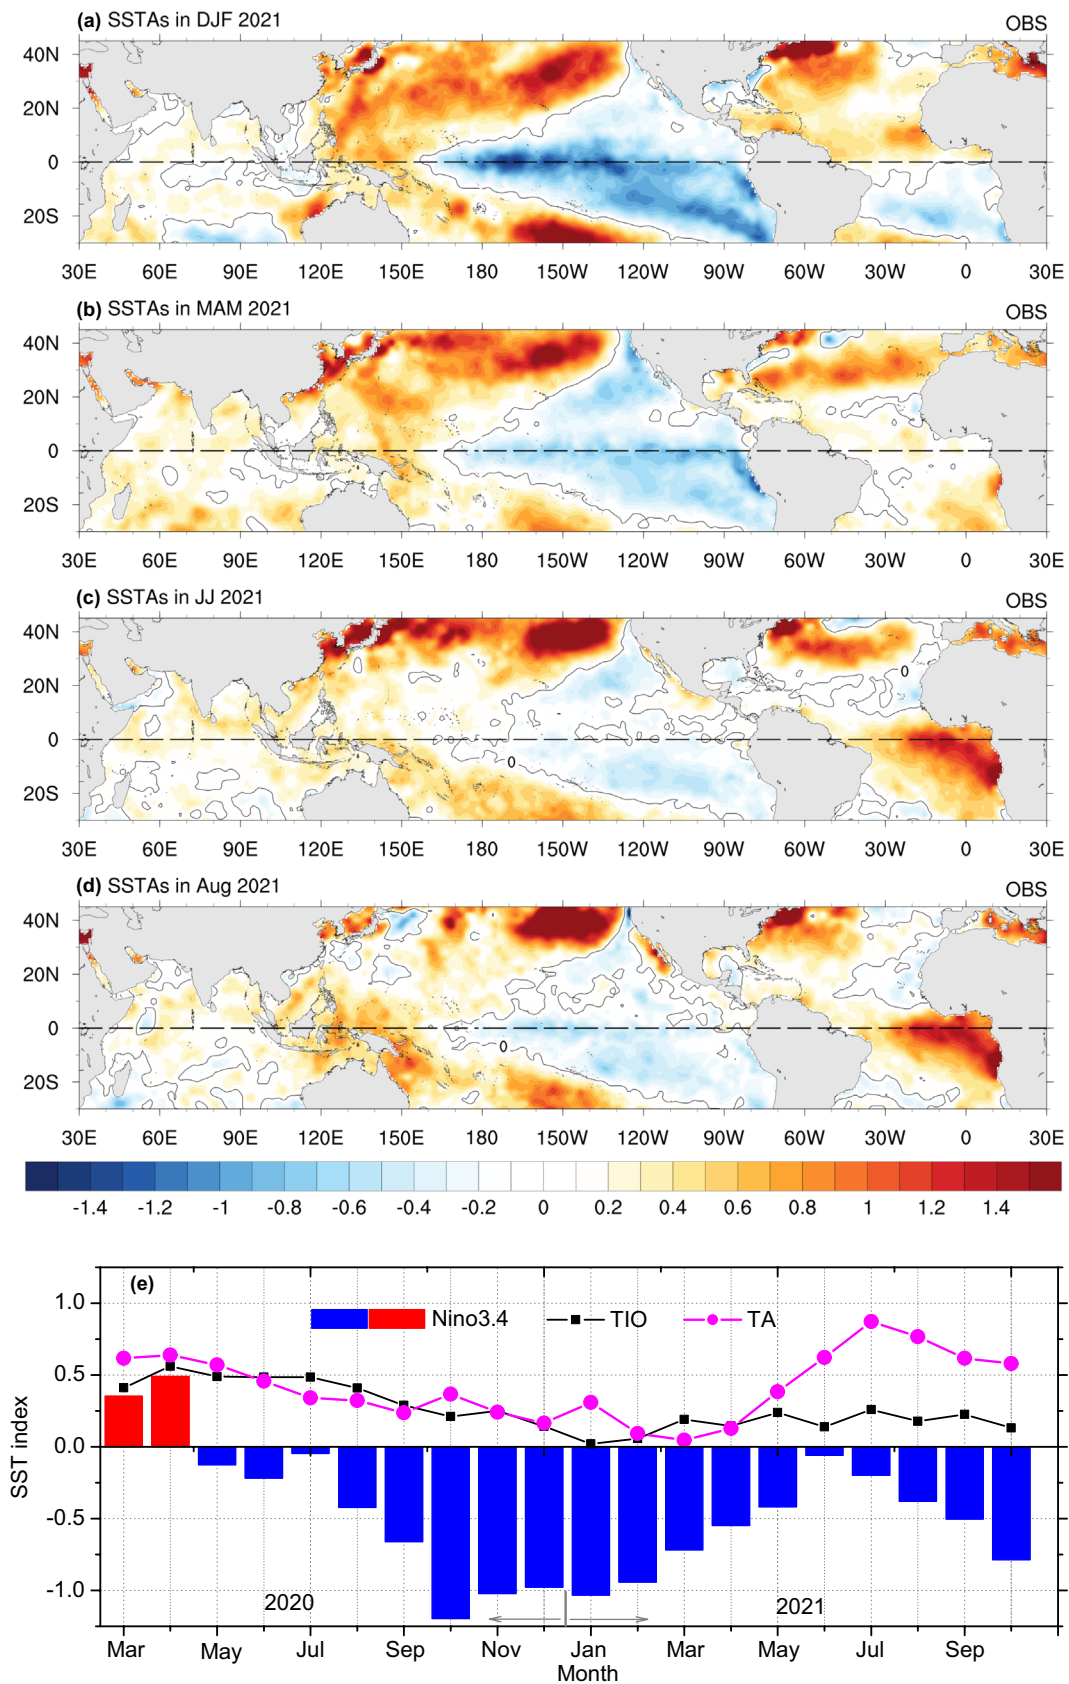 (a) SSTAs in DJF 2021 OBS
40N
20N
0
20S
30E 60E 90E 120E 150E 180 150W 120W 90W 60W 30W 0 30E
(b) SSTAs in MAM 2021 OBS
40N
20N
0
20S
30E 60E 90E 120E 150E 180 150W 120W 90W 60W 30W 0 30E
(c) SSTAs in JJ 2021 OBS
40N
20N
0
0
0
20S
30E 60E 90E 120E 150E 180 150W 120W 90W 60W 30W 0 30E
(d) SSTAs in Aug 2021 OBS
40N
20N
0
0
20S
30E 60E 90E 120E 150E 180 150W 120W 90W 60W 30W 0 30E
-1.4 -1.2 -1 -0.8 -0.6 -0.4 -0.2 0 0.2 0.4 0.6 0.8 1 1.2 1.4
(e)
Nino3.4 TIO TA
1.0
0.5
0.0
-0.5
-1.0
SST index
2020 2021
Mar May Jul Sep Nov Jan Mar May Jul Sep
Month